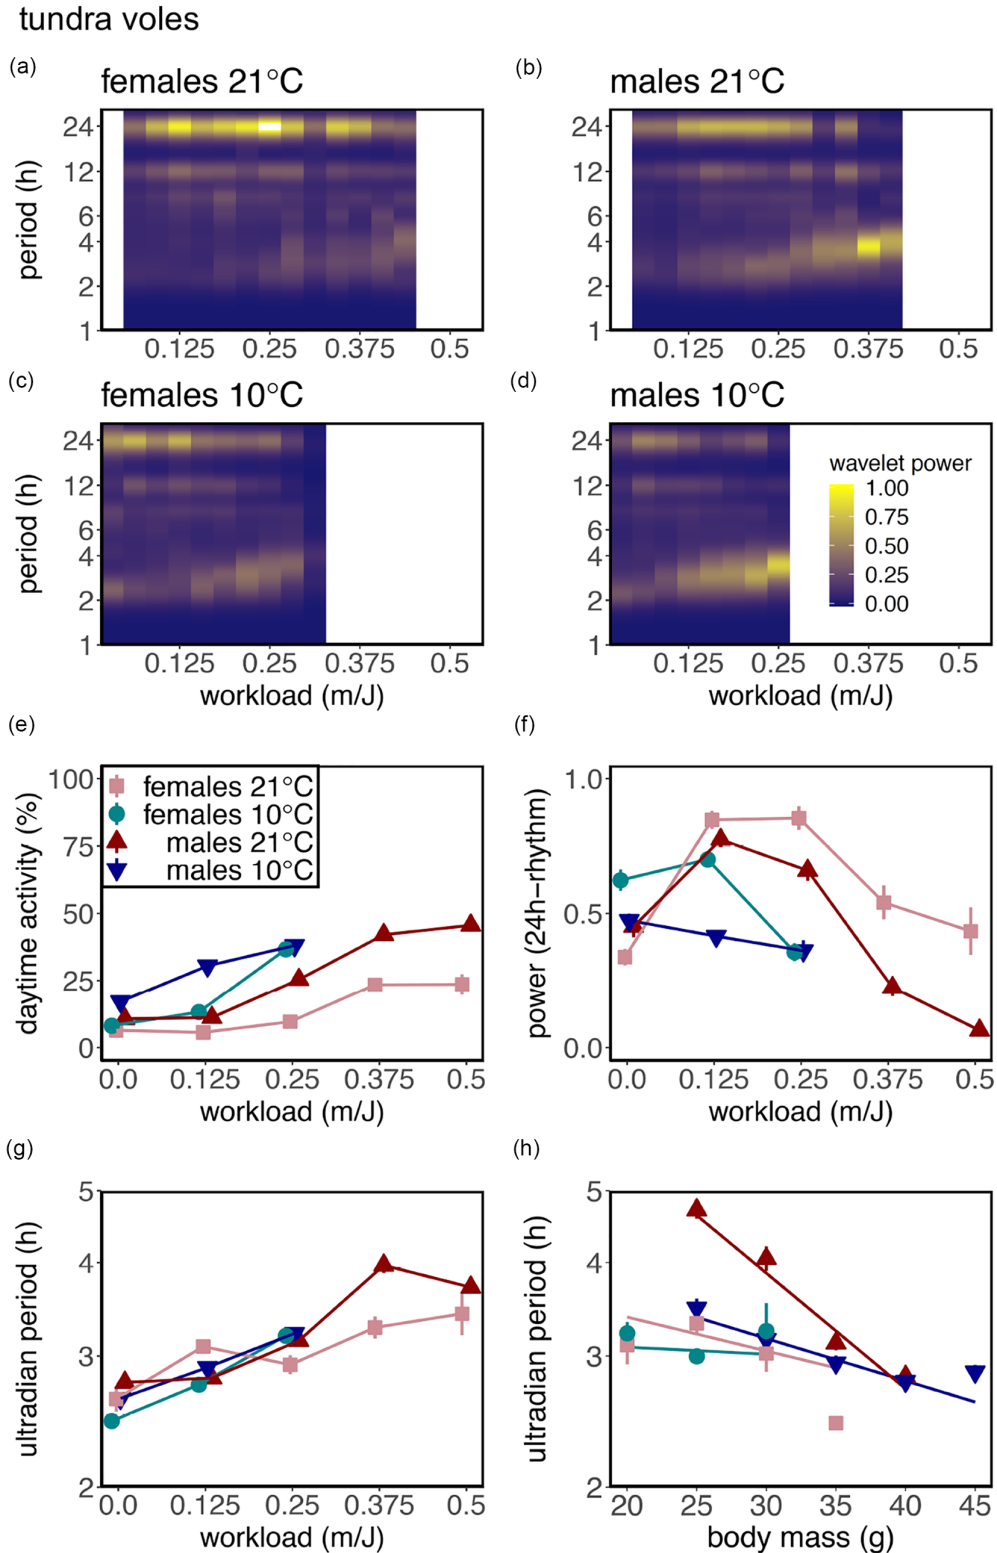 tundra voles
(a)
(b)
females 21°C
males 21°C
period (h)
24
12
6
4
2
1
0.125 0.25 0.375 0.5
24
12
6
4
2
1
0.125 0.25 0.375 0.5
(c)
(d)
females 10°C
males 10°C
period (h)
24
12
6
4
2
1
0.125 0.25 0.375 0.5
workload (m/J)
24
12
6
4
2
1
wavelet power
1.00
0.75
0.50
0.25
0.00
0.125 0.25 0.375 0.5
workload (m/J)
(e)
(f)
daytime activity (%)
100
75
50
25
0
females 21°C
females 10°C
males 21°C
males 10°C
0.0 0.125 0.25 0.375 0.5
workload (m/J)
power (24h−rhythm)
1.0
0.5
0.0
0.0 0.125 0.25 0.375 0.5
workload (m/J)
(g)
(h)
ultradian period (h)
5
4
3
2
0.0 0.125 0.25 0.375 0.5
workload (m/J)
ultradian period (h)
5
4
3
2
20 25 30 35 40 45
body mass (g)